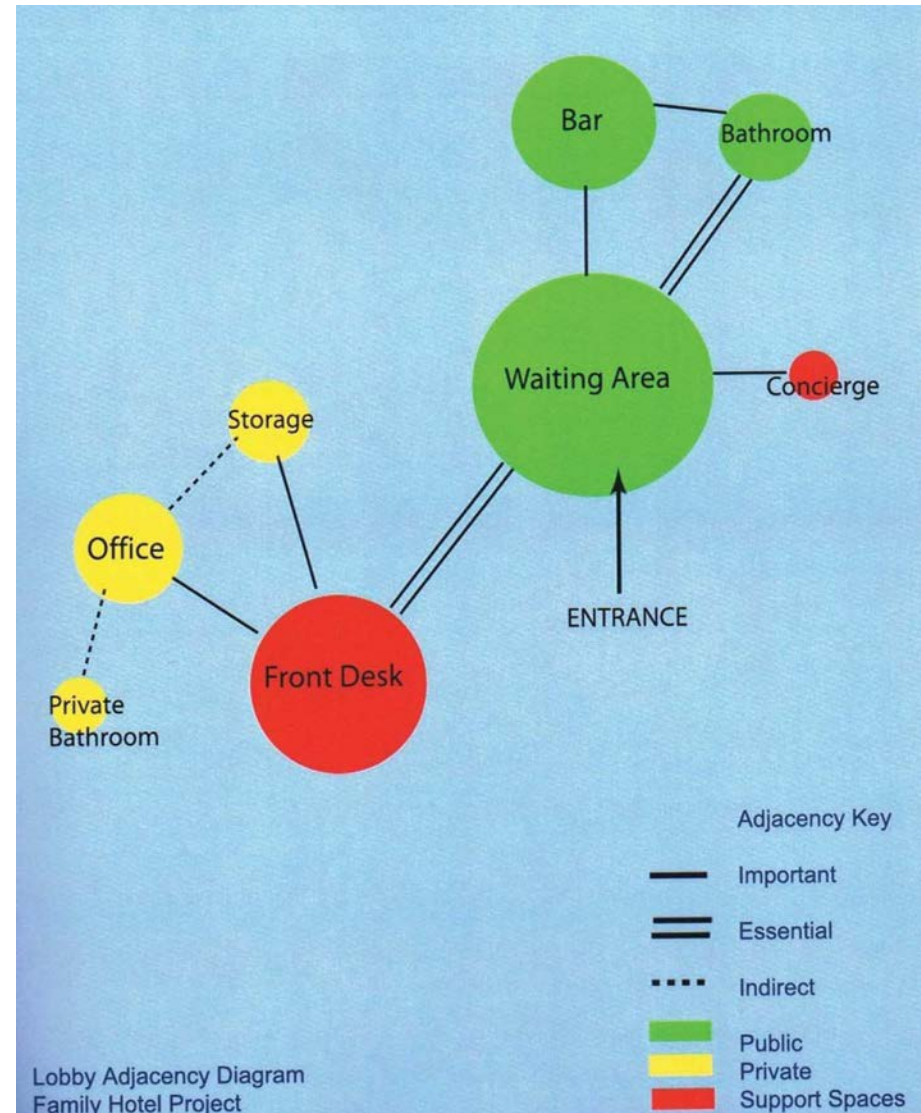 Bar
Bathroom
Waiting Area
Concierge
Storage
Office
ENTRANCE
Front Desk
Private
Bathroom
Adjacency Key
Important
Essential
Indirect
Public
Private
Support Spaces
Lobby Adjacency Diagram
Family Hotel Project